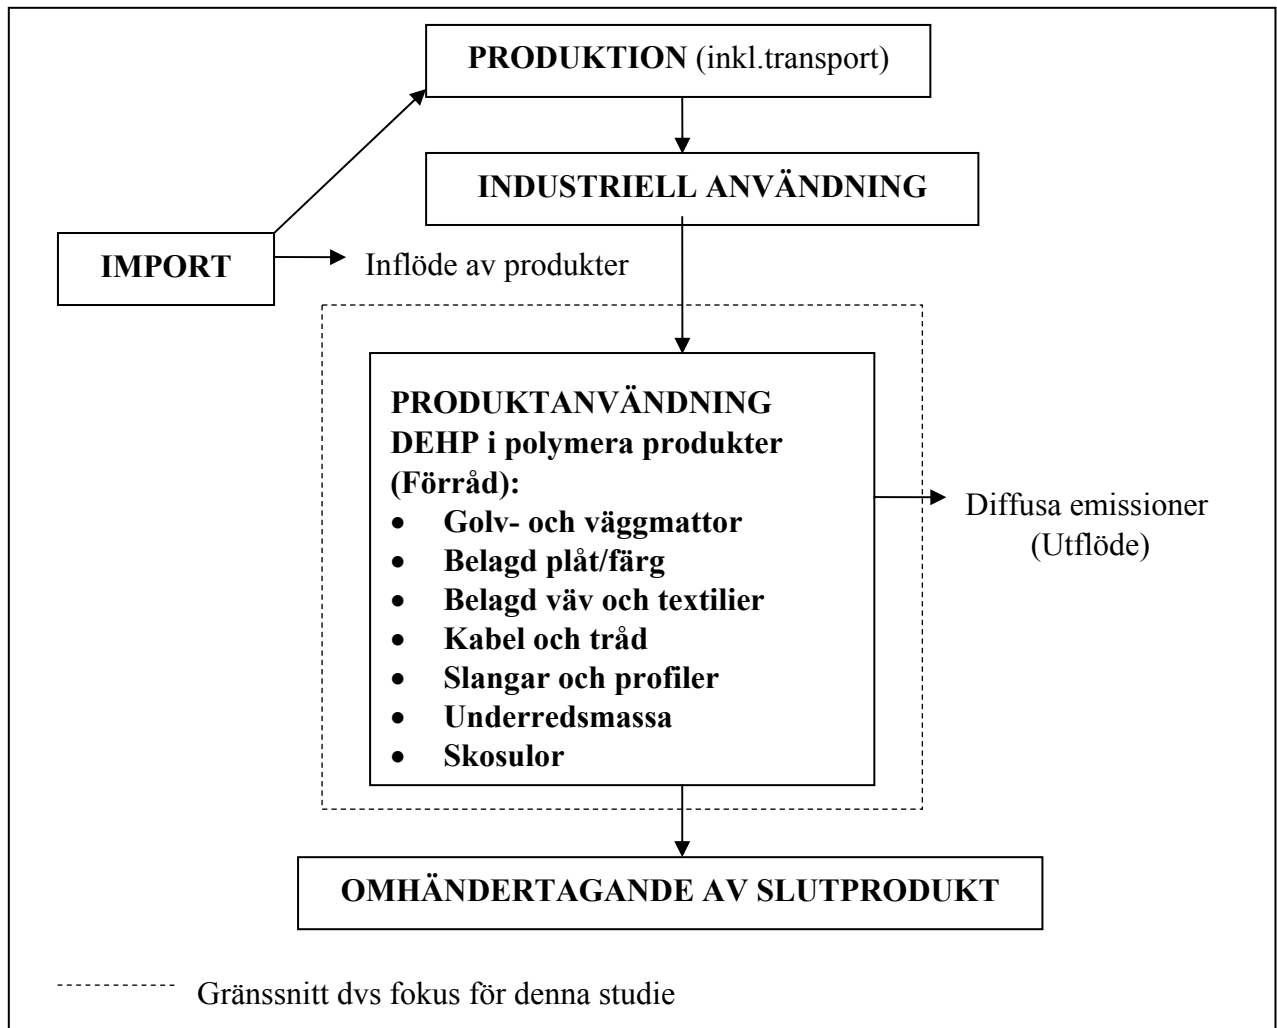 PRODUKTION (inkl.transport)
INDUSTRIELL ANVÄNDNING
IMPORT
Inflöde av produkter
PRODUKTANVÄNDNING
DEHP i polymera produkter
(Förråd):
• Golv- och väggmattor
• Belagd plåt/färg
• Belagd väv och textilier
• Kabel och tråd
• Slangar och profiler
• Underredsmassa
• Skosulor
Diffusa emissioner
(Utflöde)
OMHÄNDERTAGANDE AV SLUTPRODUKT
Gränssnitt dvs fokus för denna studie